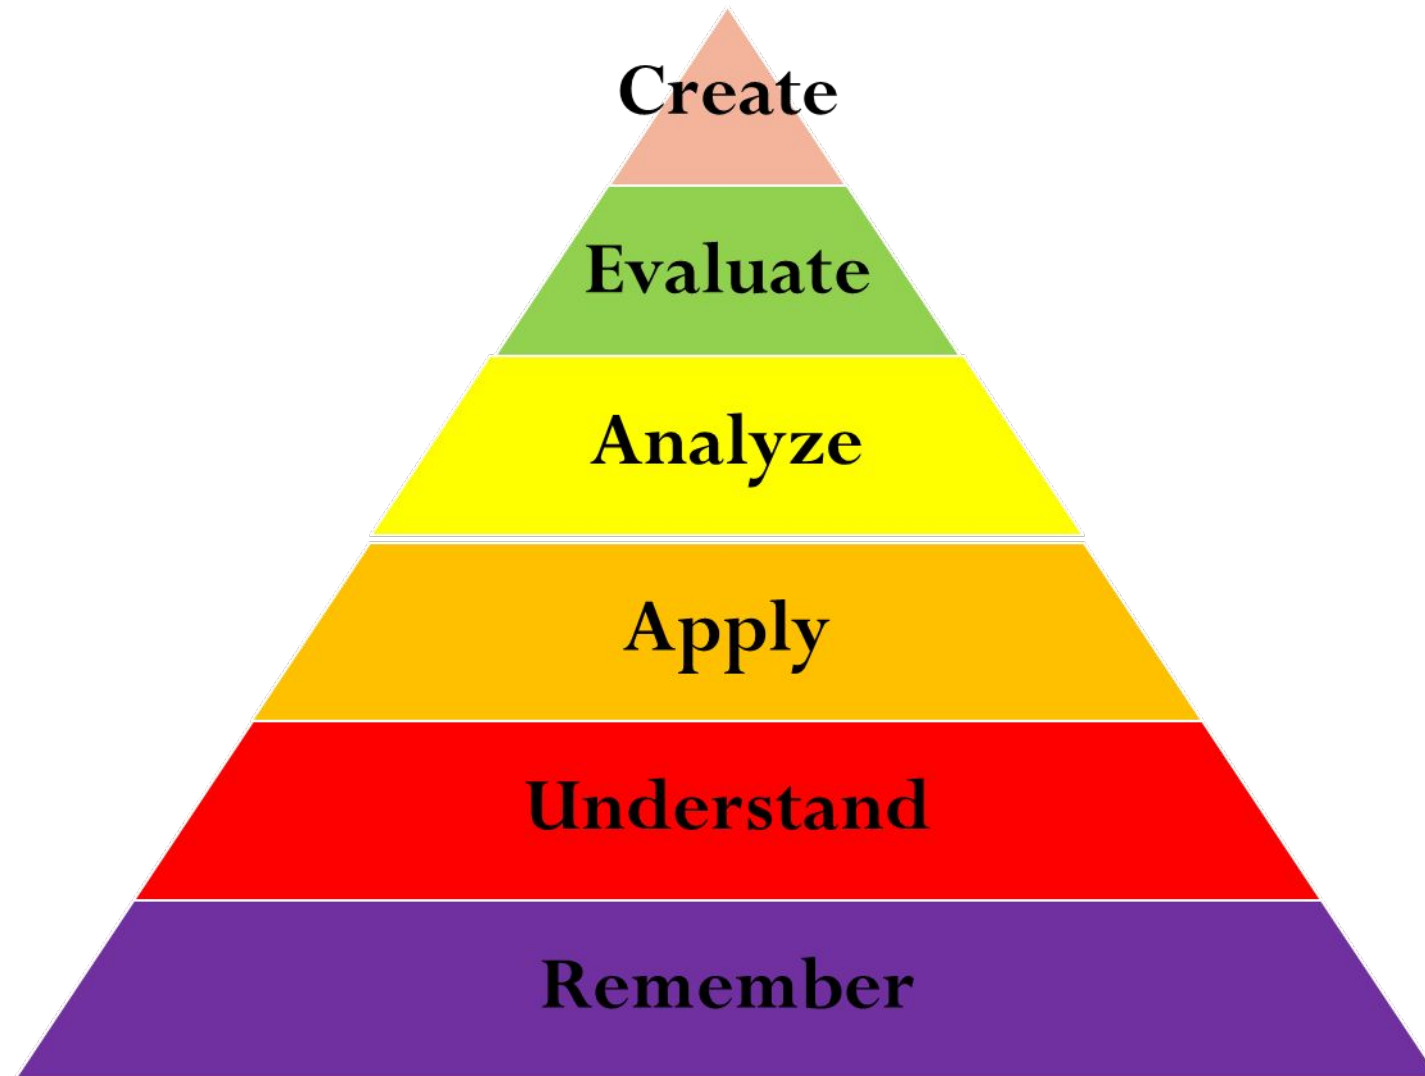 Create
Evaluate
Analyze
Apply
Understand
Remember